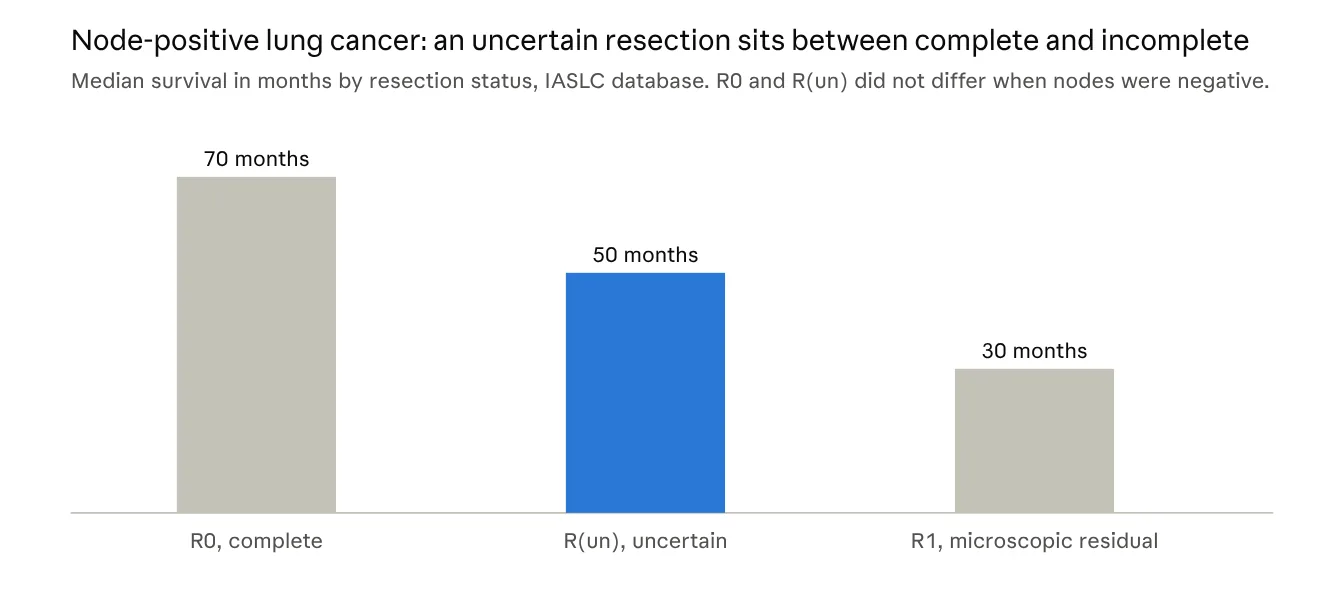 Node-positive lung cancer: an uncertain resection sits between complete and incomplete
Median survival in months by resection status, IASLC database. R0 and R(un) did not differ when nodes were negative.
70 months
50 months
30 months
R0, complete
R(un), uncertain
R1, microscopic residual